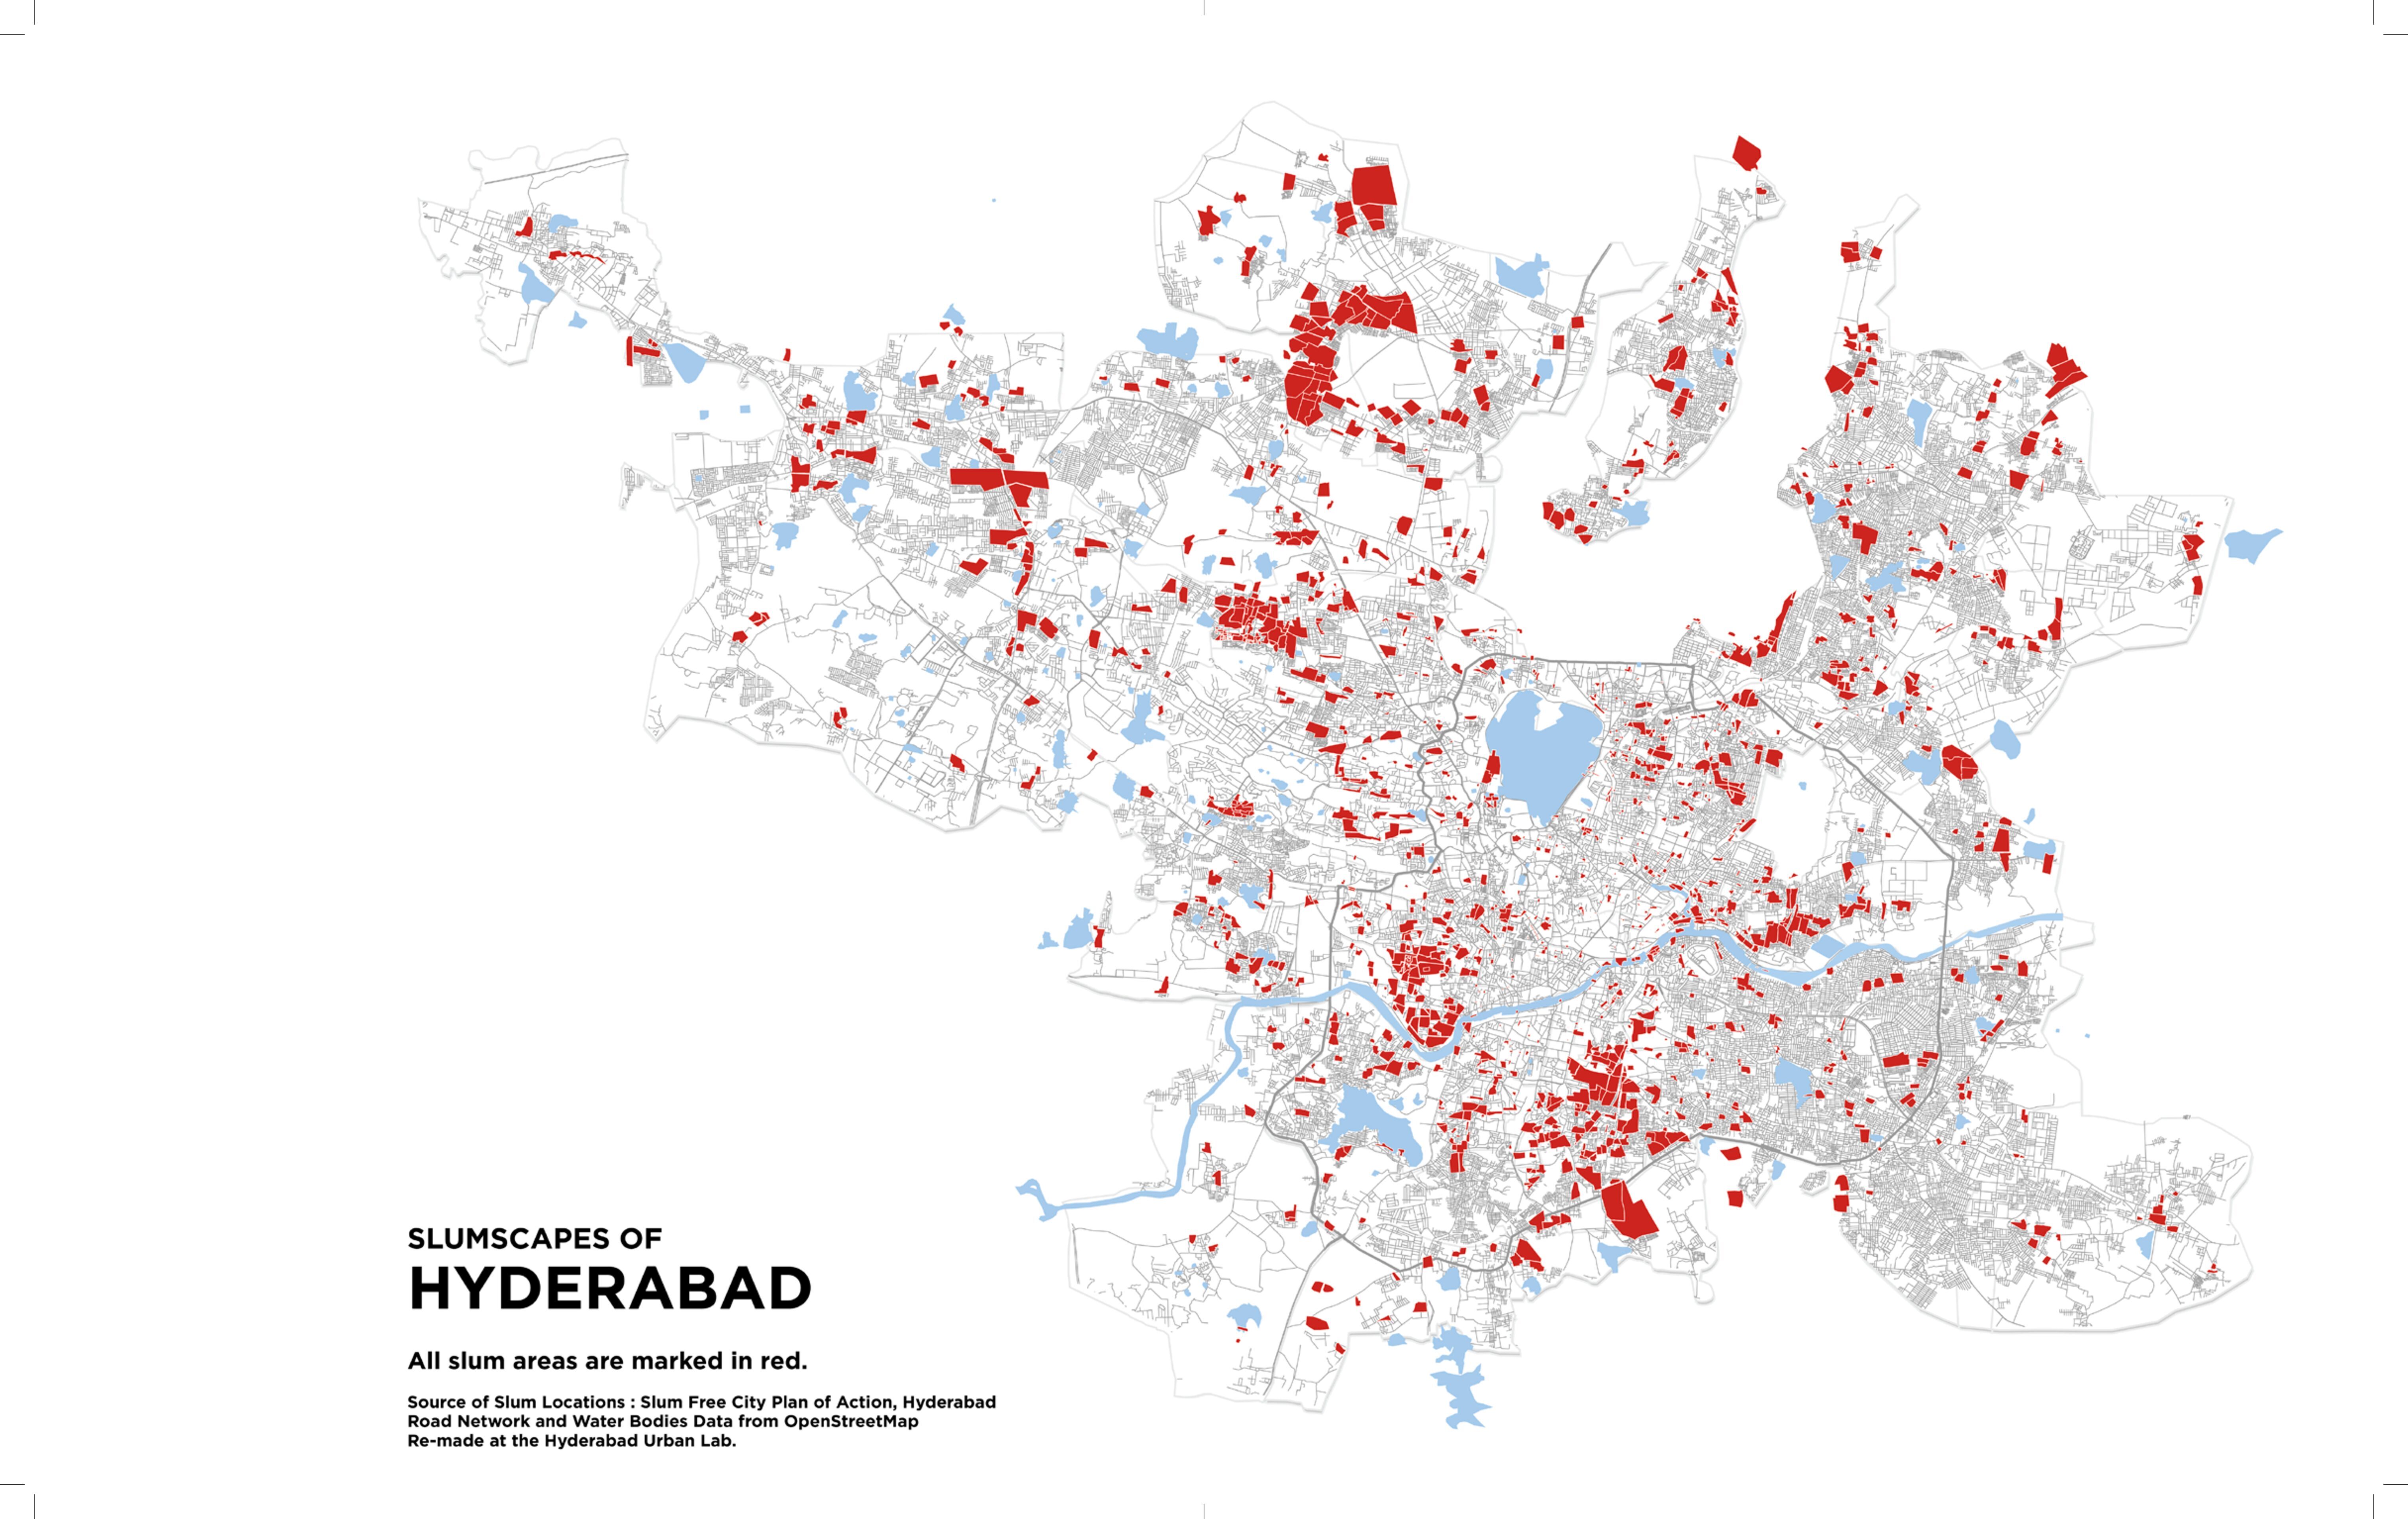 SLUMSCAPES OF
HYDERABAD
All slum areas are marked in red.
Source of Slum Locations : Slum Free City Plan of Action, Hyderabad
Road Network and Water Bodies Data from OpenStreetMap
Re-made at the Hyderabad Urban Lab.